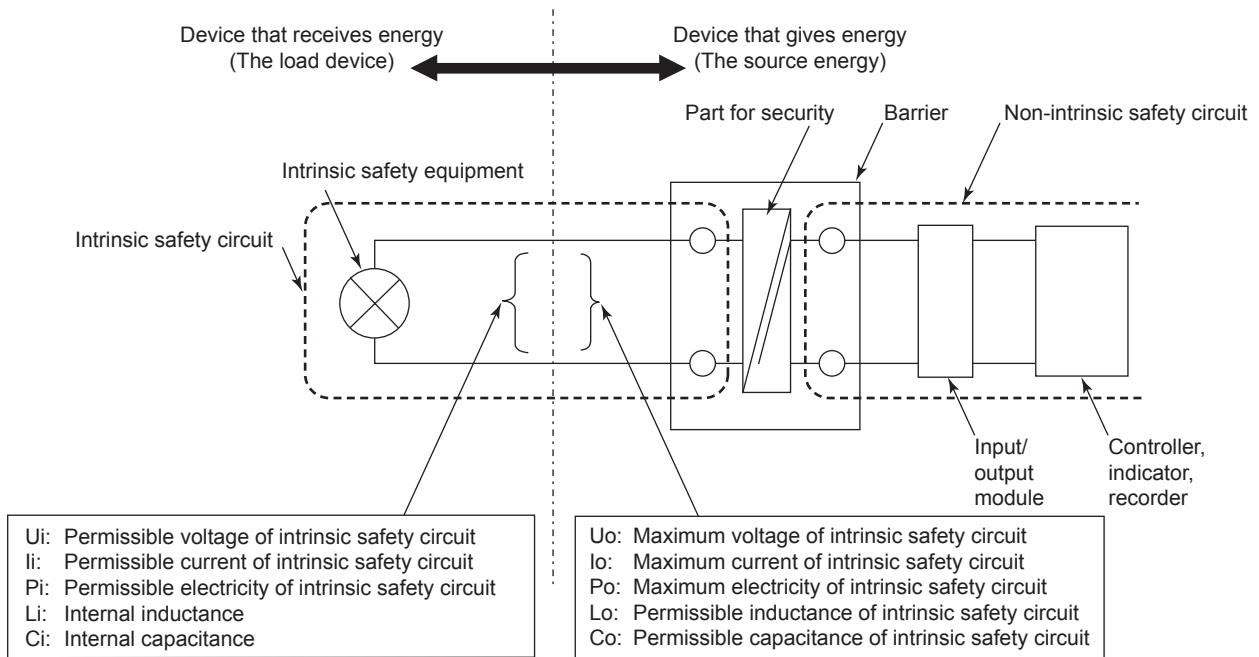 Device that receives energy
(The load device)
Device that gives energy
(The source energy)
Part for security
Barrier
Non-intrinsic safety circuit
Intrinsic safety equipment
Intrinsic safety circuit
Input/
output
module
Controller,
indicator,
recorder
Ui: Permissible voltage of intrinsic safety circuit
Ii: Permissible current of intrinsic safety circuit
Pi: Permissible electricity of intrinsic safety circuit
Li: Internal inductance
Ci: Internal capacitance
Uo: Maximum voltage of intrinsic safety circuit
Io: Maximum current of intrinsic safety circuit
Po: Maximum electricity of intrinsic safety circuit
Lo: Permissible inductance of intrinsic safety circuit
Co: Permissible capacitance of intrinsic safety circuit